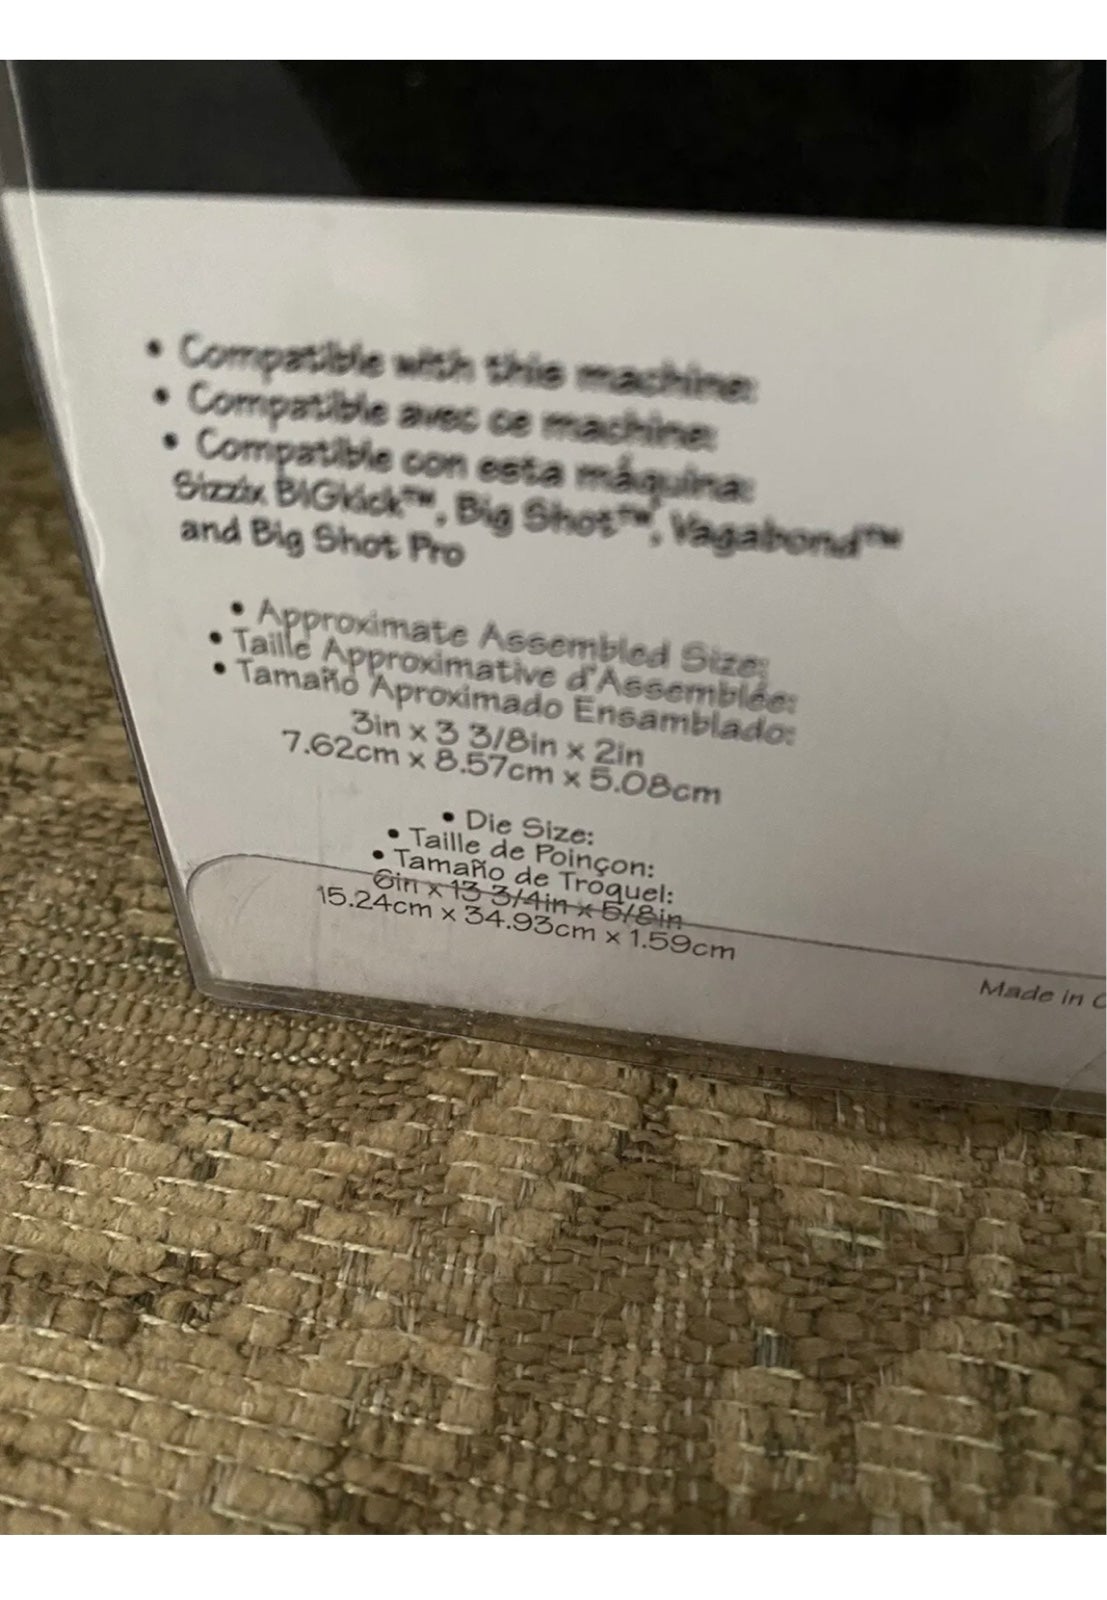 • Compatible with this machine:
• Compatible avec ce machine:
• Compatible con esta máquina:
Sizzix BIGkick™, Big Shot™, Vagabond™
and Big Shot Pro
• Approximate Assembled Size:
• Taille Approximative d'Assemblée:
• Tamaño Aproximado Ensamblado:
3in x 3 3/8in x 2in
7.62cm x 8.57cm x 5.08cm
• Die Size:
• Taille de Poinçon:
• Tamaño de Troquel:
6in x 13 3/4in x 5/8in
15.24cm x 34.93cm x 1.59cm
Made in C